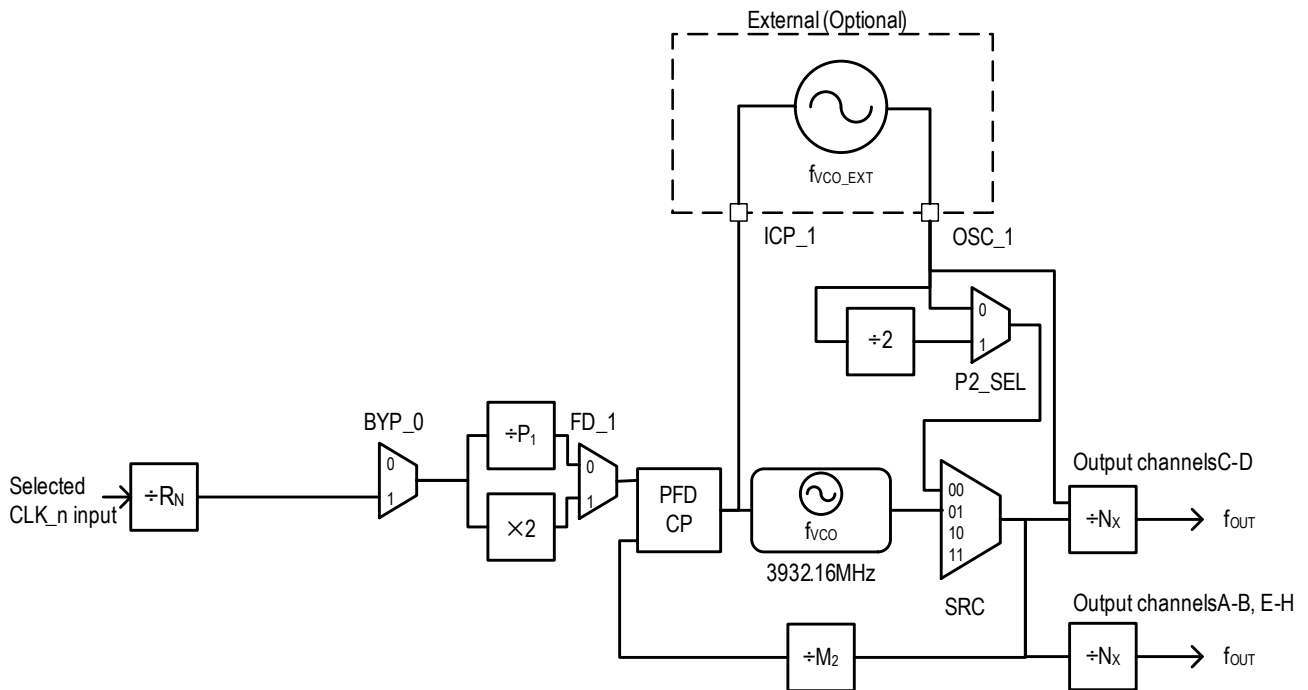 External (Optional)
fVCO_EXT
ICP_1
OSC_1
0
÷2
1
P2_SEL
BYP_0
FD_1
÷P1
0
0
Output channelsC-D
Selected
CLK_n input
÷RN
1
1
PFD
CP
00
01
10
11
÷NX
fOUT
×2
fVCO
3932.16MHz
SRC
Output channelsA-B, E-H
÷M2
÷NX
fOUT